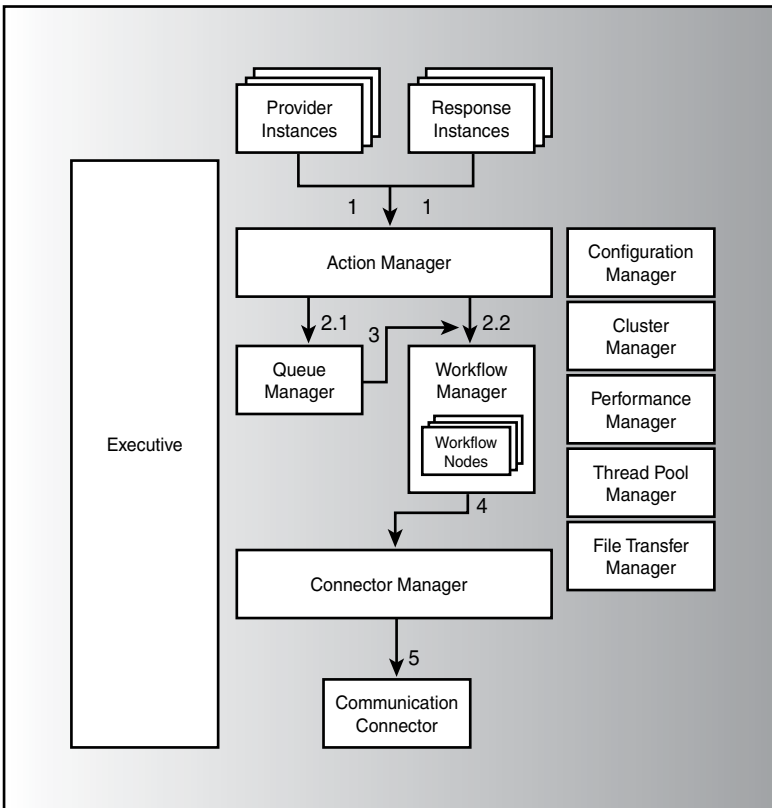 Provider
Instances
Response
Instances
1
1
Action Manager
2.1
3
2.2
Queue
Manager
Workflow
Manager
Workflow
Nodes
4
Connector Manager
5
Communication
Connector
Executive
Configuration
Manager
Cluster
Manager
Performance
Manager
Thread Pool
Manager
File Transfer
Manager